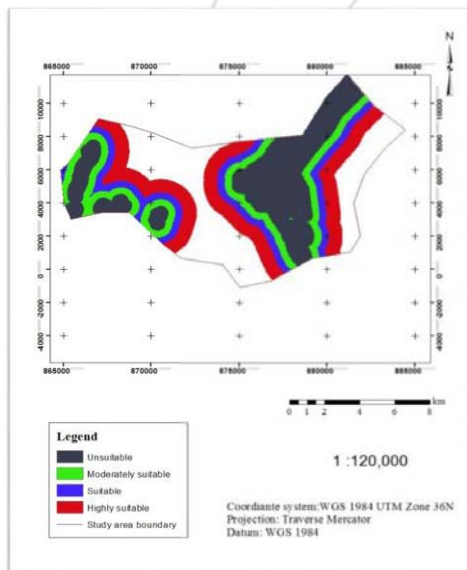 N
865000 870000 875000 880000 885000
10000 10000
8000 8000
6000 6000
4000 4000
2000 2000
0 0
-2000 -2000
-4000 -4000
865000 870000 875000 880000 885000
km
0 1 2 4 6 8
Legend
Unsuitable
Moderately suitable
Suitable
Highly suitable
Study area boundary
1 :120,000
Coordiante system:WGS 1984 UTM Zone 36N
Projection: Traverse Mercator
Datum: WGS 1984